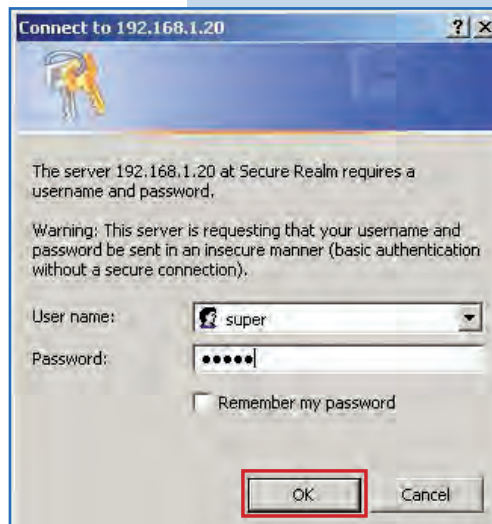 Connect to 192.168.1.20
The server 192.168.1.20 at Secure Realm requires a
username and password.
Warning: This server is requesting that your username and
password be sent in an insecure manner (basic authentication
without a secure connection).
User name:
super
Password:
•••••
Remember my password
OK
Cancel